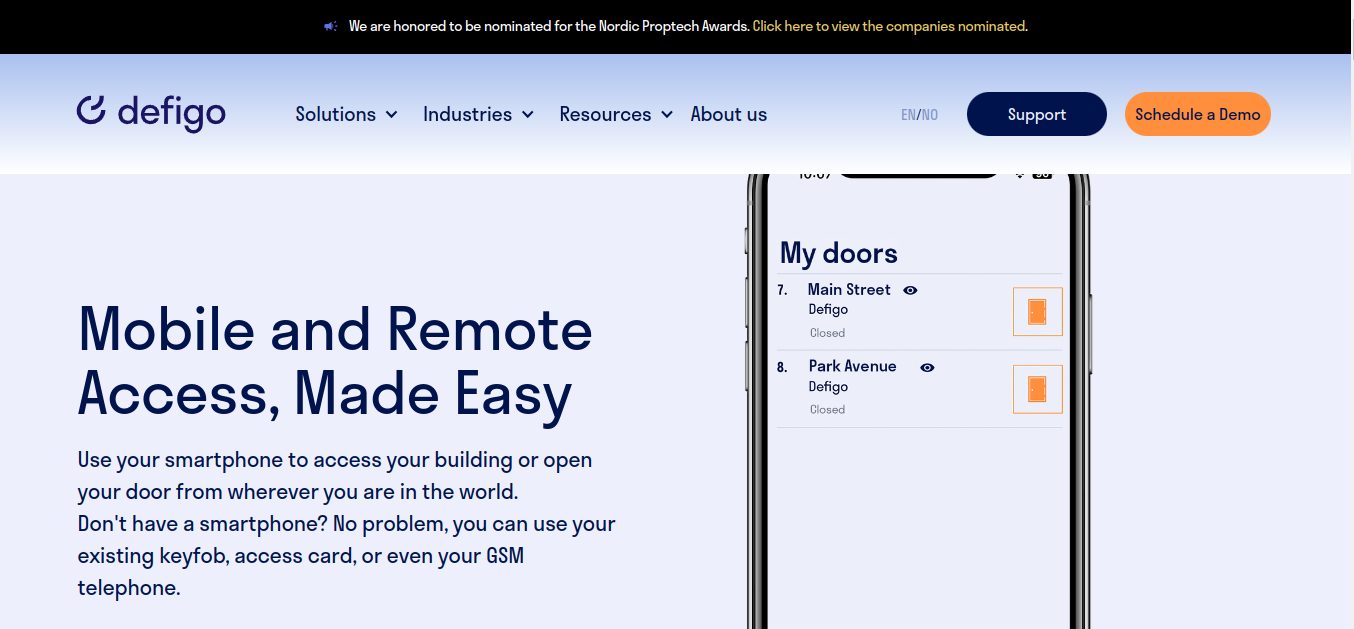 We are honored to be nominated for the Nordic Proptech Awards. Click here to view the companies nominated.
defigo
Solutions
Industries
Resources
About us
EN/NO
Support
Schedule a Demo
Mobile and Remote
Access, Made Easy
Use your smartphone to access your building or open
your door from wherever you are in the world.
Don't have a smartphone? No problem, you can use your
existing keyfob, access card, or even your GSM
telephone.
My doors
7. Main Street
Defigo
Closed
8. Park Avenue
Defigo
Closed